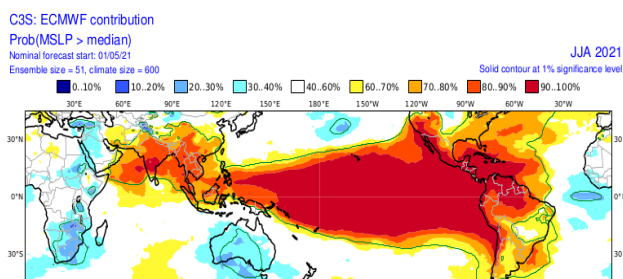 C3S: ECMWF contribution
Prob(MSLP > median)
Nominal forecast start: 01/05/21
JJA 2021
Ensemble size = 51, climate size = 600
Solid contour at 1% significance level
0..10% 10..20% 20..30% 30..40% 40..60% 60..70% 70..80% 80..90% 90..100%
30°E 60°E 90°E 120°E 150°E 180°E 150°W 120°W 90°W 60°W 30°W
30°N
0°N
30°S